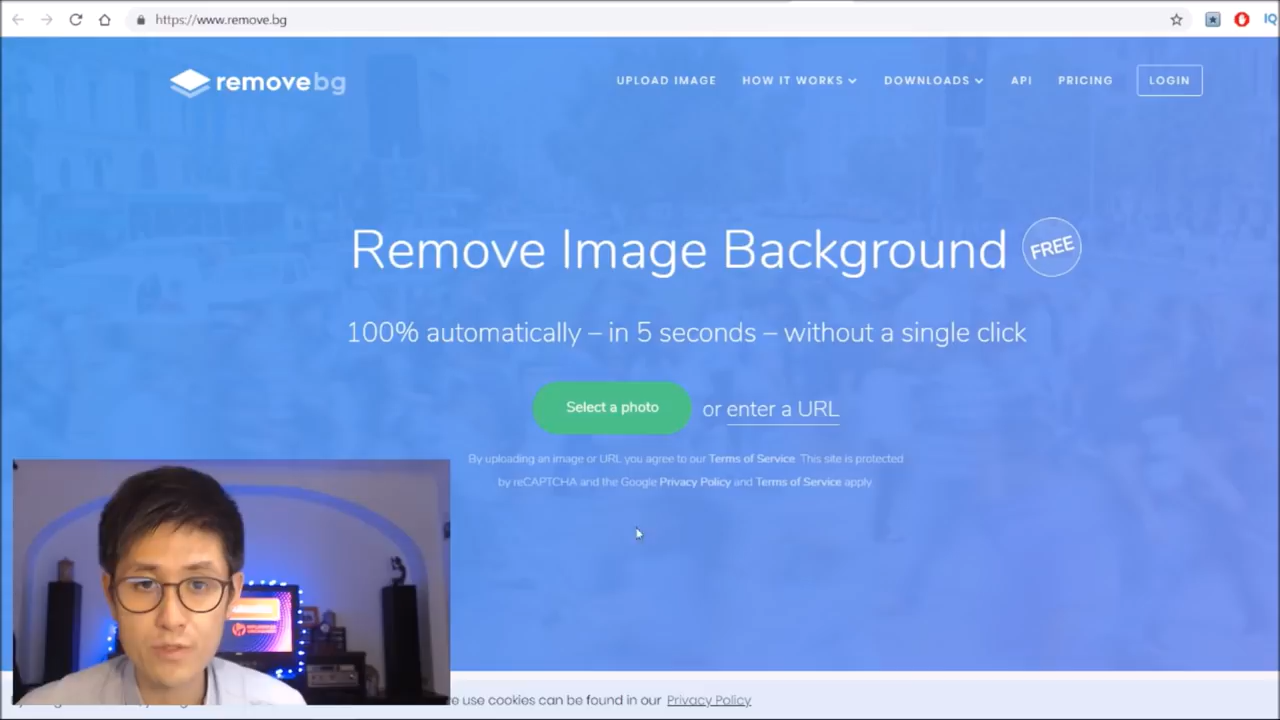 https://www.remove.bg
IQ
removebg
UPLOAD IMAGE HOW IT WORKS DOWNLOADS API PRICING LOGIN
Remove Image Background FREE
100% automatically – in 5 seconds – without a single click
Select a photo or enter a URL
By uploading an image or URL you agree to our Terms of Service. This site is protected
by reCAPTCHA and the Google Privacy Policy and Terms of Service apply.
use cookies can be found in our Privacy Policy